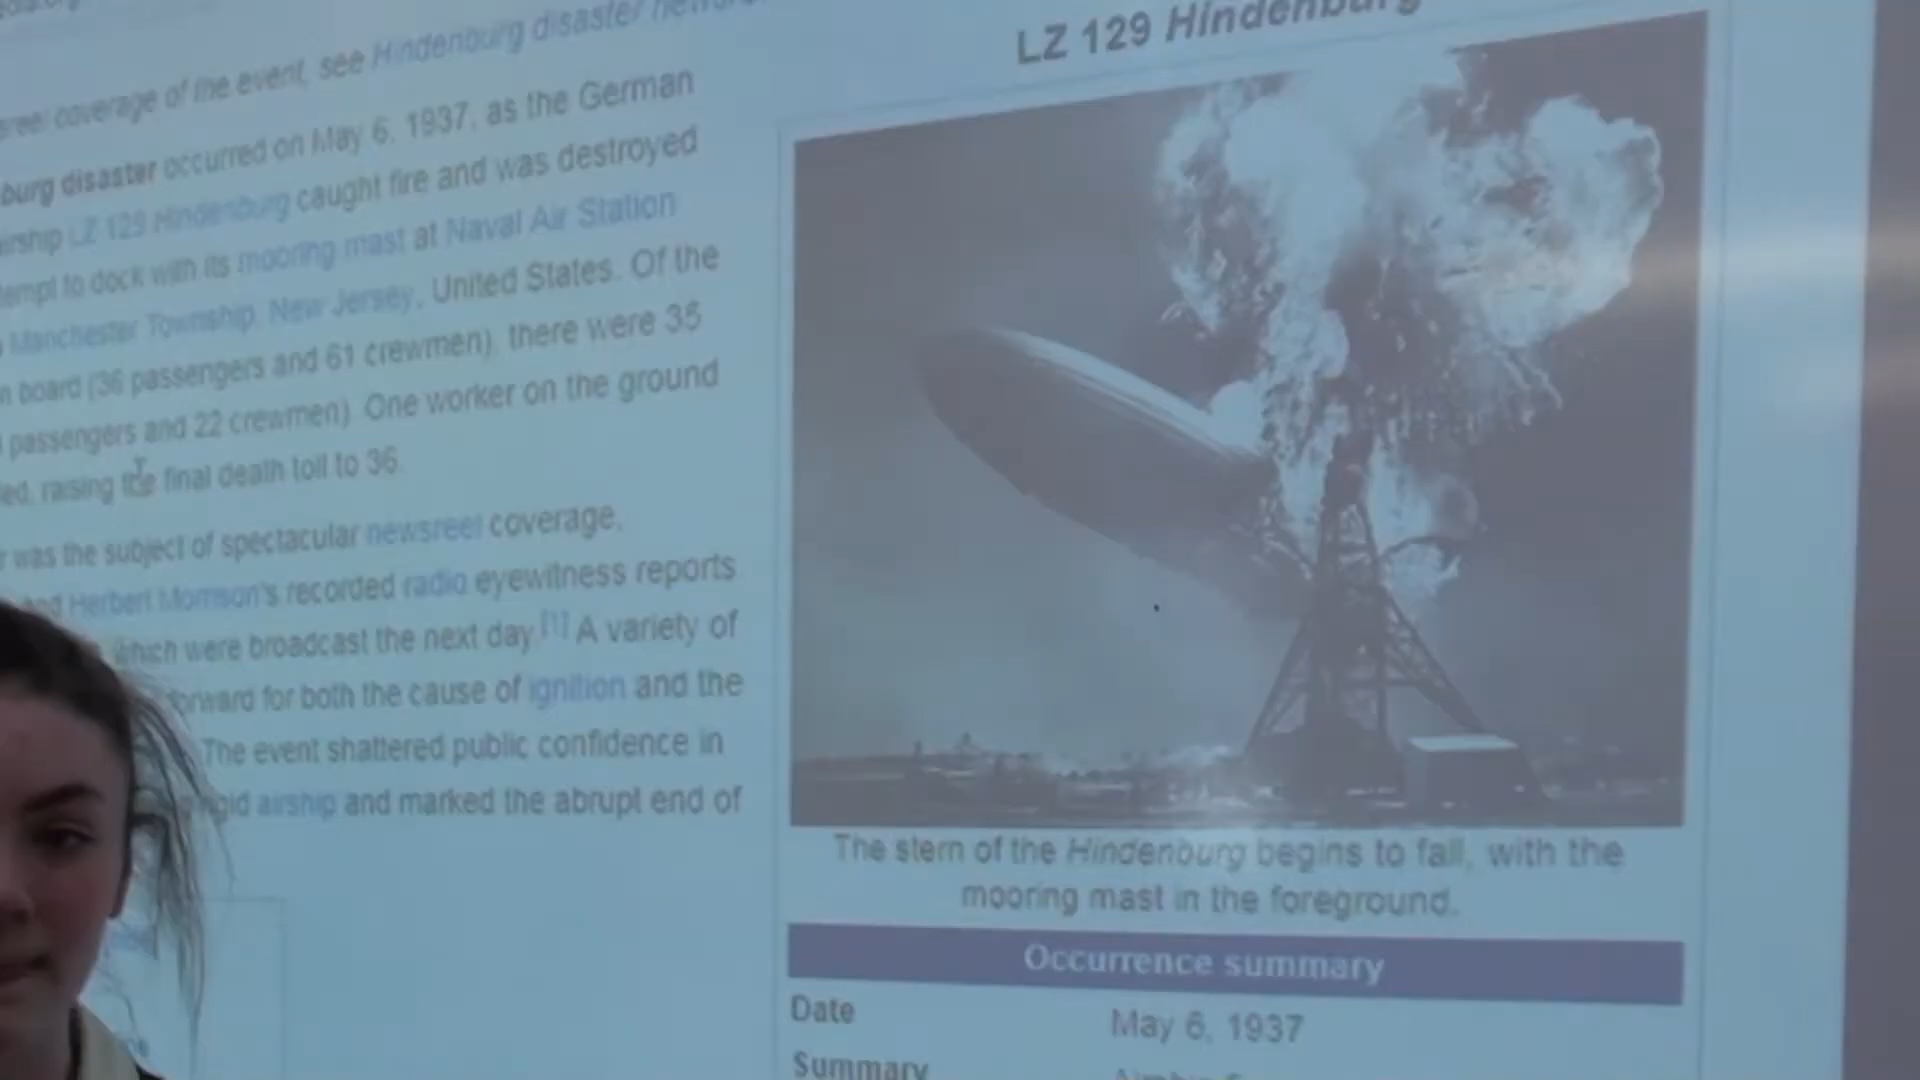 coverage of the event, see Hindenburg disaster
burg disaster occurred on May 6, 1937, as the German
LZ 129 Hindenburg caught fire and was destroyed
to dock with its mooring mast at Naval Air Station
Manchester Township, New Jersey, United States. Of the
board (36 passengers and 61 crewmen), there were 35
passengers and 22 crewmen). One worker on the ground
raising the final death toll to 36.
was the subject of spectacular newsreel coverage,
Herbert Morrison's recorded radio eyewitness reports
which were broadcast the next day.[1] A variety of
forward for both the cause of ignition and the
The event shattered public confidence in
airship and marked the abrupt end of
LZ 129 Hindenburg
The stern of the Hindenburg begins to fall, with the
mooring mast in the foreground.
Occurrence summary
Date May 6, 1937
Summary